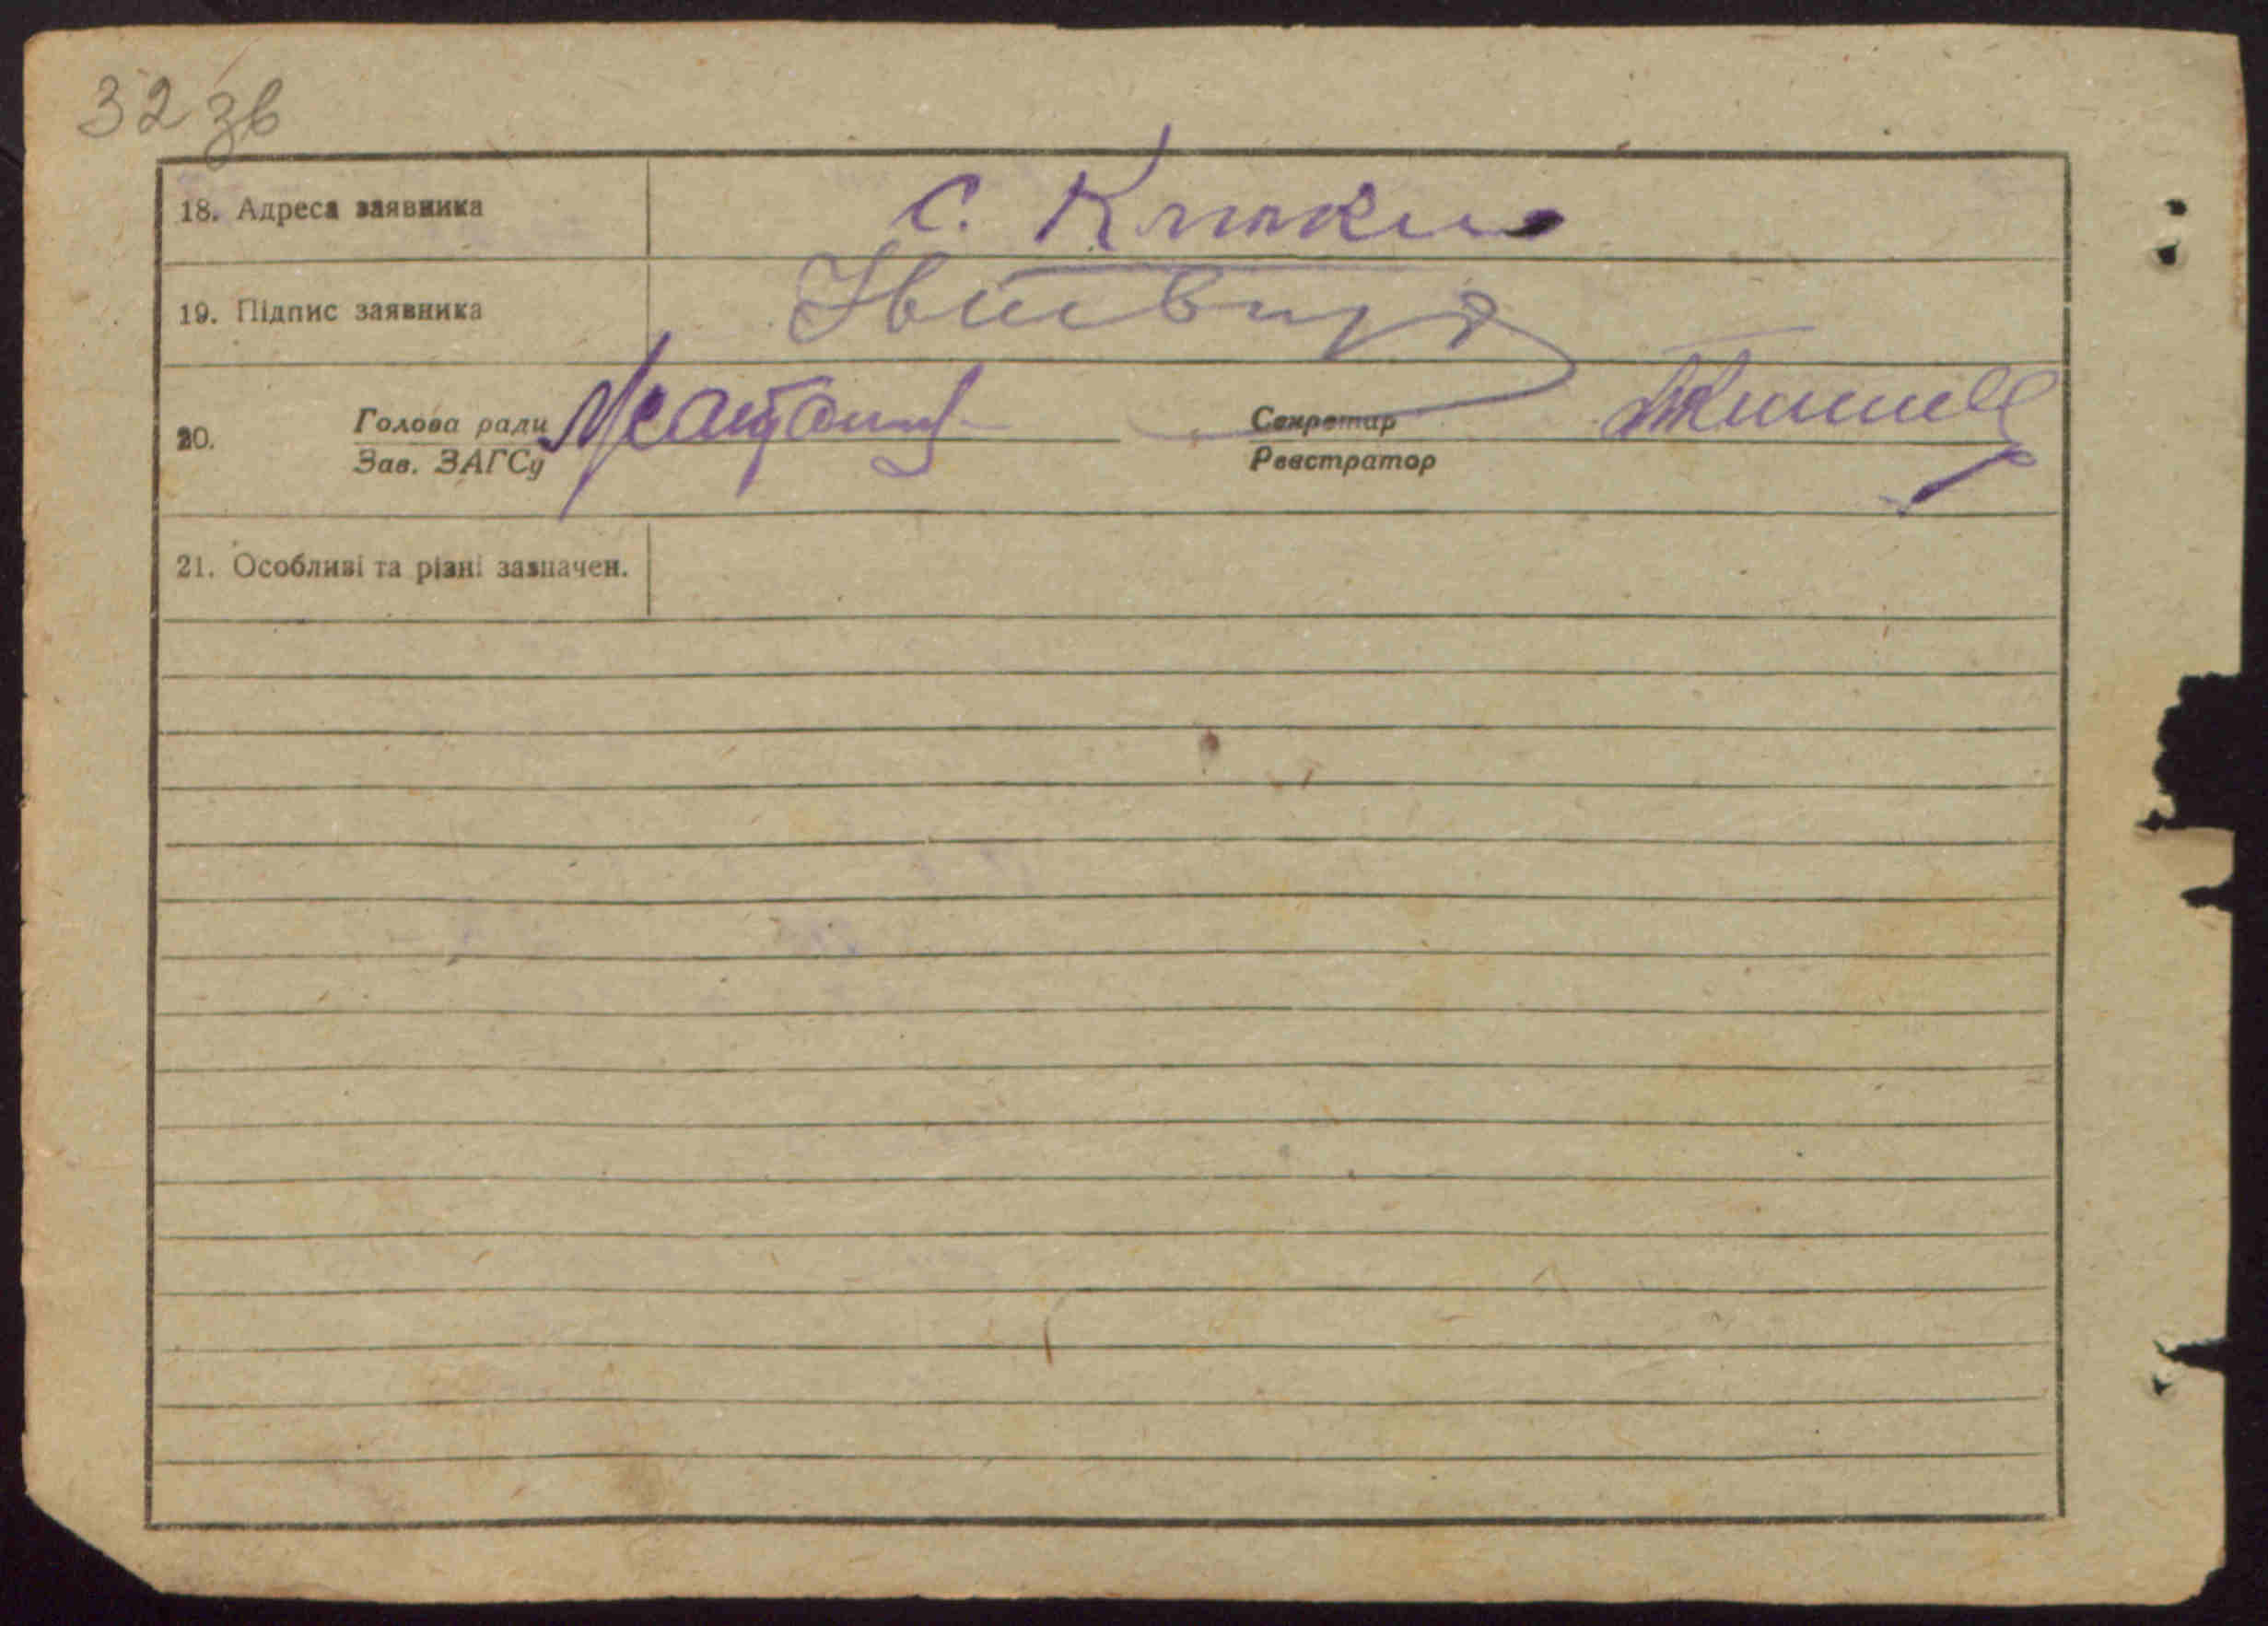 32 зв
18. Адреса заявника с.
19. Підпис заявника
20. Голова ради Секретар
Зав. ЗАГСу Реєстратор
21. Особливі та різні зазначен.